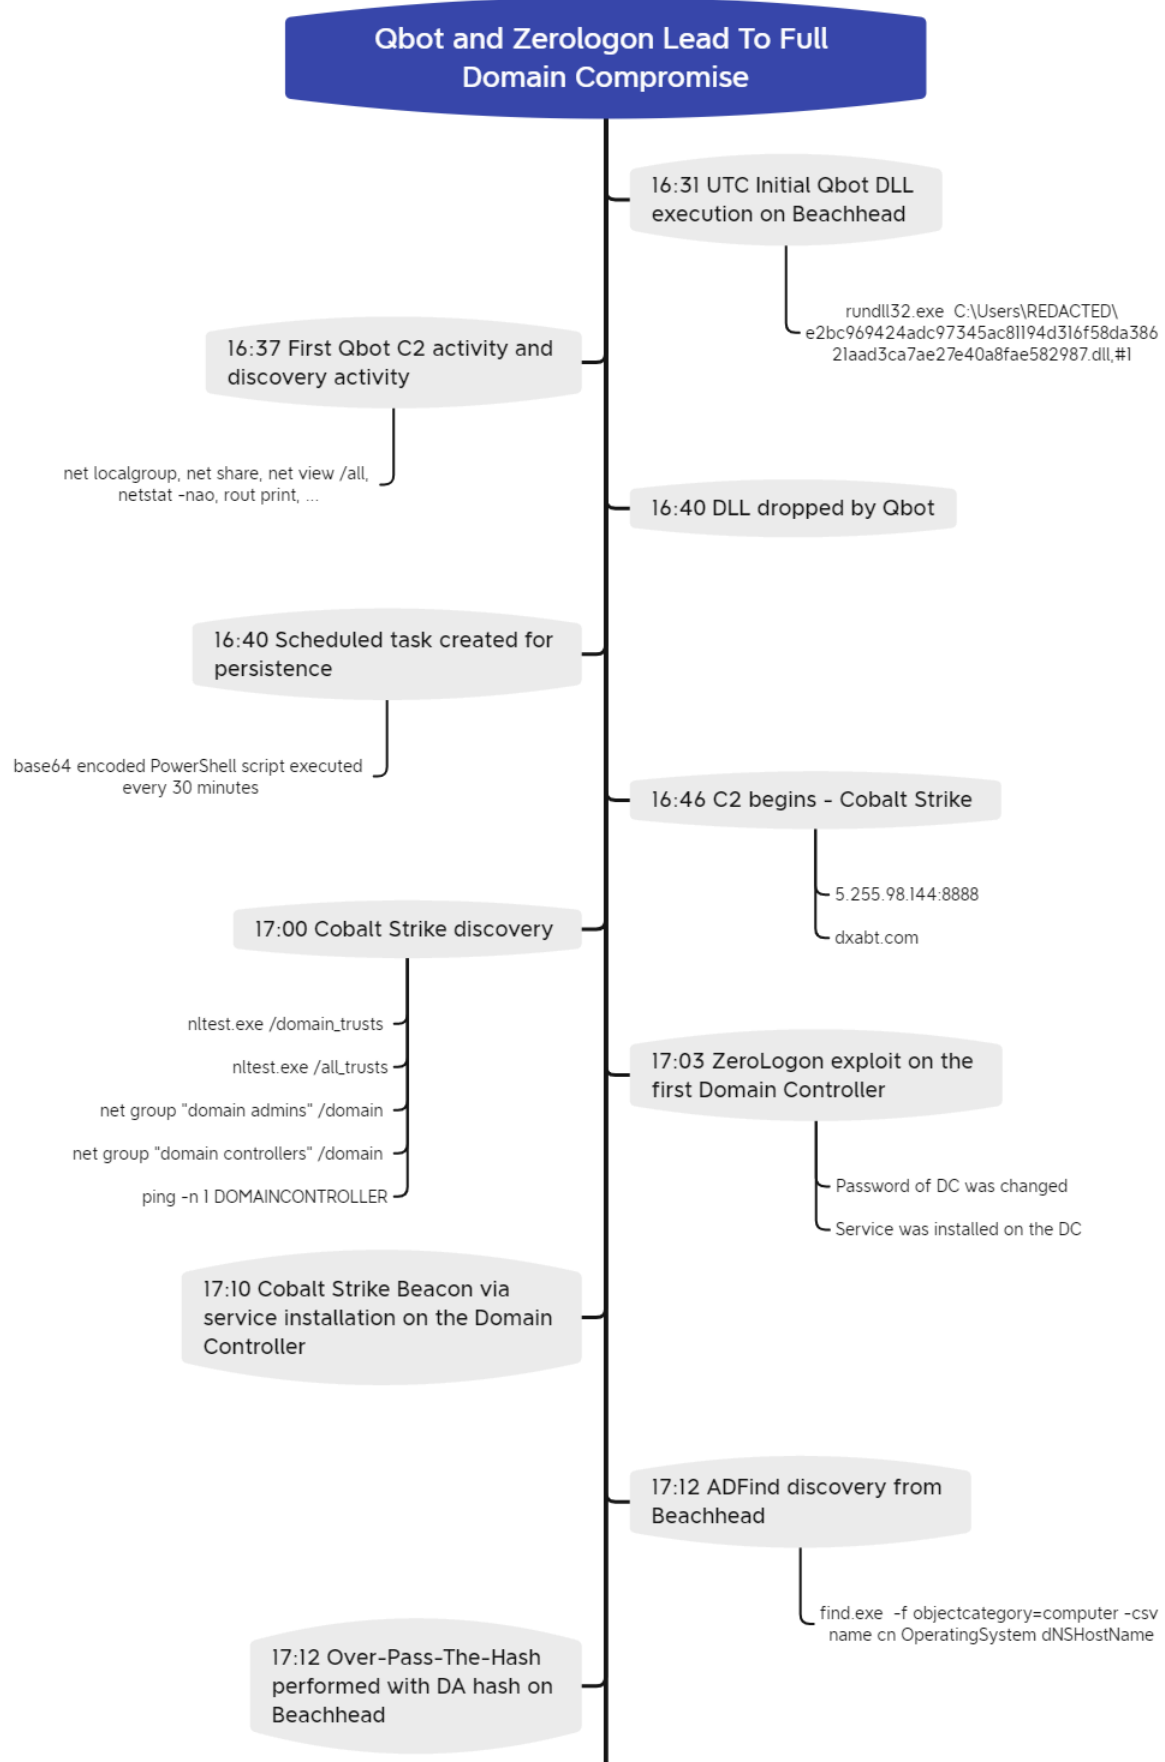 Qbot and Zerologon Lead To Full
Domain Compromise
16:31 UTC Initial Qbot DLL
execution on Beachhead
rundll32.exe  C:\Users\REDACTED\
e2bc969424adc97345ac81194d316f58da386
21aad3ca7ae27e40a8fae582987.dll,#1
16:37 First Qbot C2 activity and
discovery activity
net localgroup, net share, net view /all,
netstat -nao, rout print, ...
16:40 DLL dropped by Qbot
16:40 Scheduled task created for
persistence
base64 encoded PowerShell script executed
every 30 minutes
16:46 C2 begins - Cobalt Strike
5.255.98.144:8888
dxabt.com
17:00 Cobalt Strike discovery
nltest.exe /domain_trusts
nltest.exe /all_trusts
net group "domain admins" /domain
net group "domain controllers" /domain
ping -n 1 DOMAINCONTROLLER
17:03 ZeroLogon exploit on the
first Domain Controller
Password of DC was changed
Service was installed on the DC
17:10 Cobalt Strike Beacon via
service installation on the Domain
Controller
17:12 ADFind discovery from
Beachhead
find.exe  -f objectcategory=computer -csv
name cn OperatingSystem dNSHostName
17:12 Over-Pass-The-Hash
performed with DA hash on
Beachhead